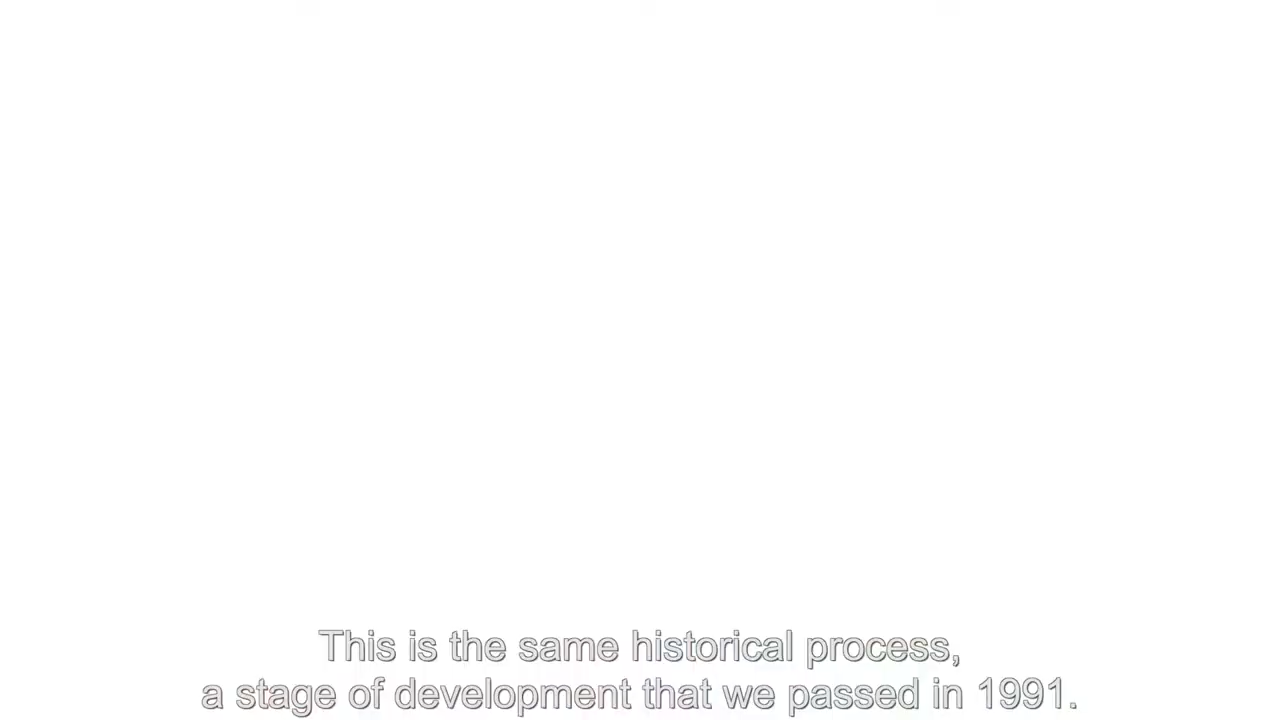 This is the same historical process,
a stage of development that we passed in 1991.